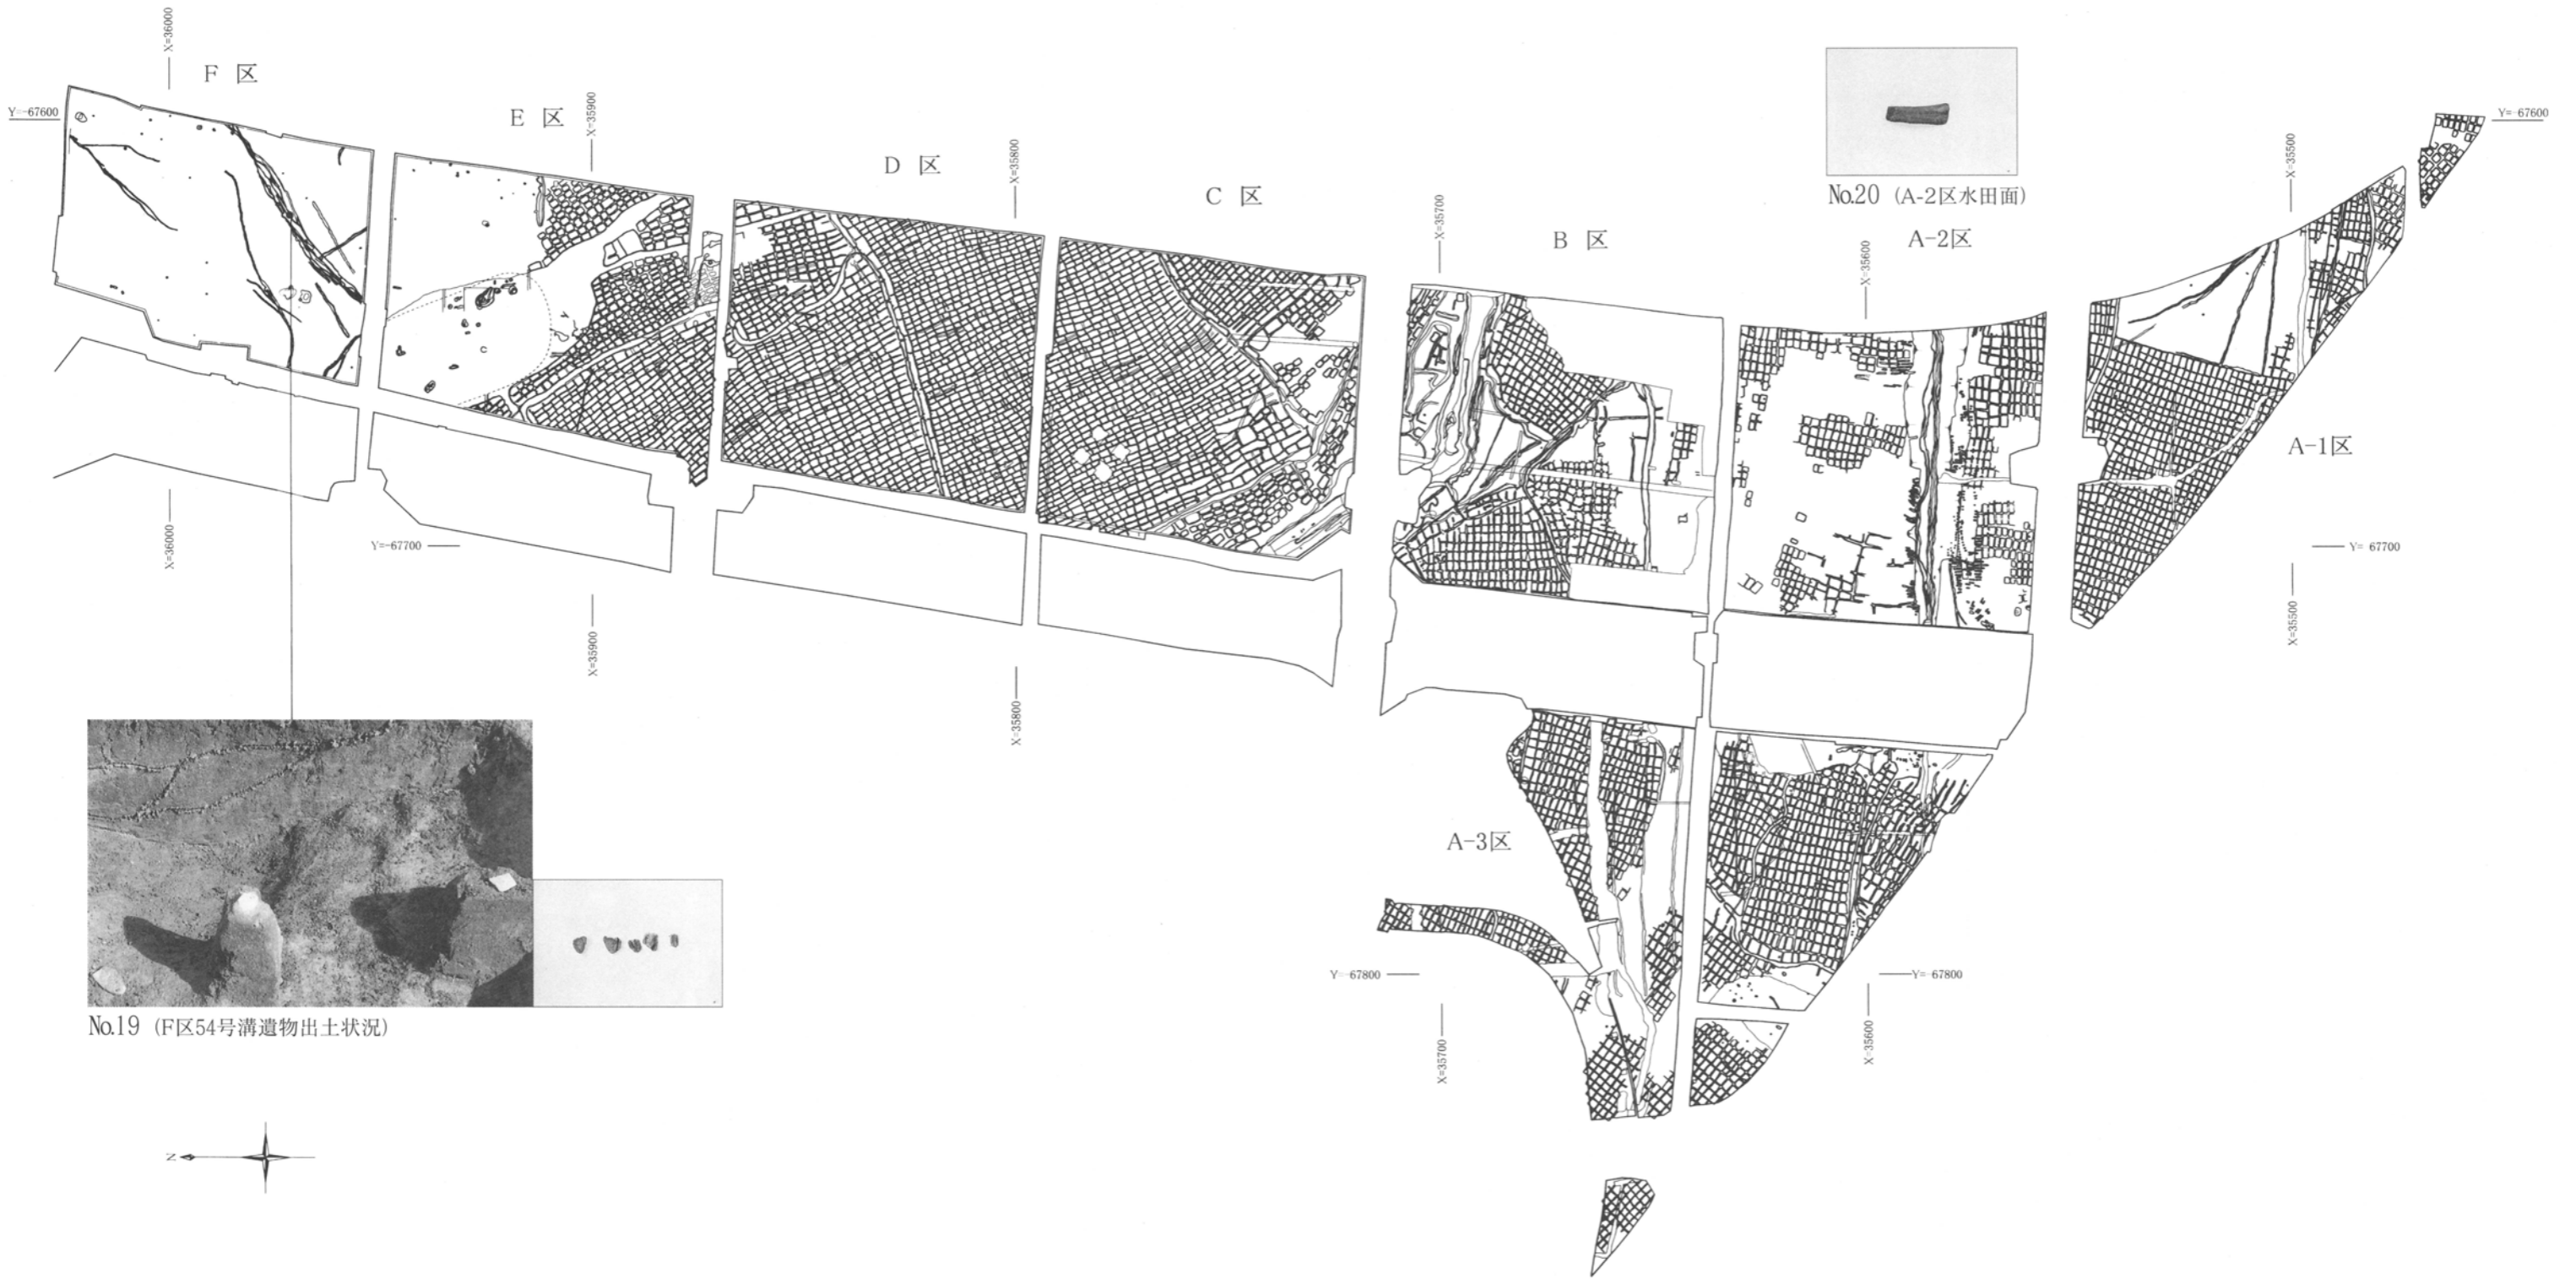 X=36000
F 区
Y=-67600
E 区
X=35900
D 区
X=35800
C 区
X=35700
B 区
No.20 (A-2区水田面)
A-2区
X=35600
X=35500
Y=-67600
A-1区
X=36000
Y=-67700
X=35900
X=35800
Y= 67700
X=35500
A-3区
Y=-67800
Y=-67800
X=35700
X=35600
No.19 (F区54号溝遺物出土状況)
N